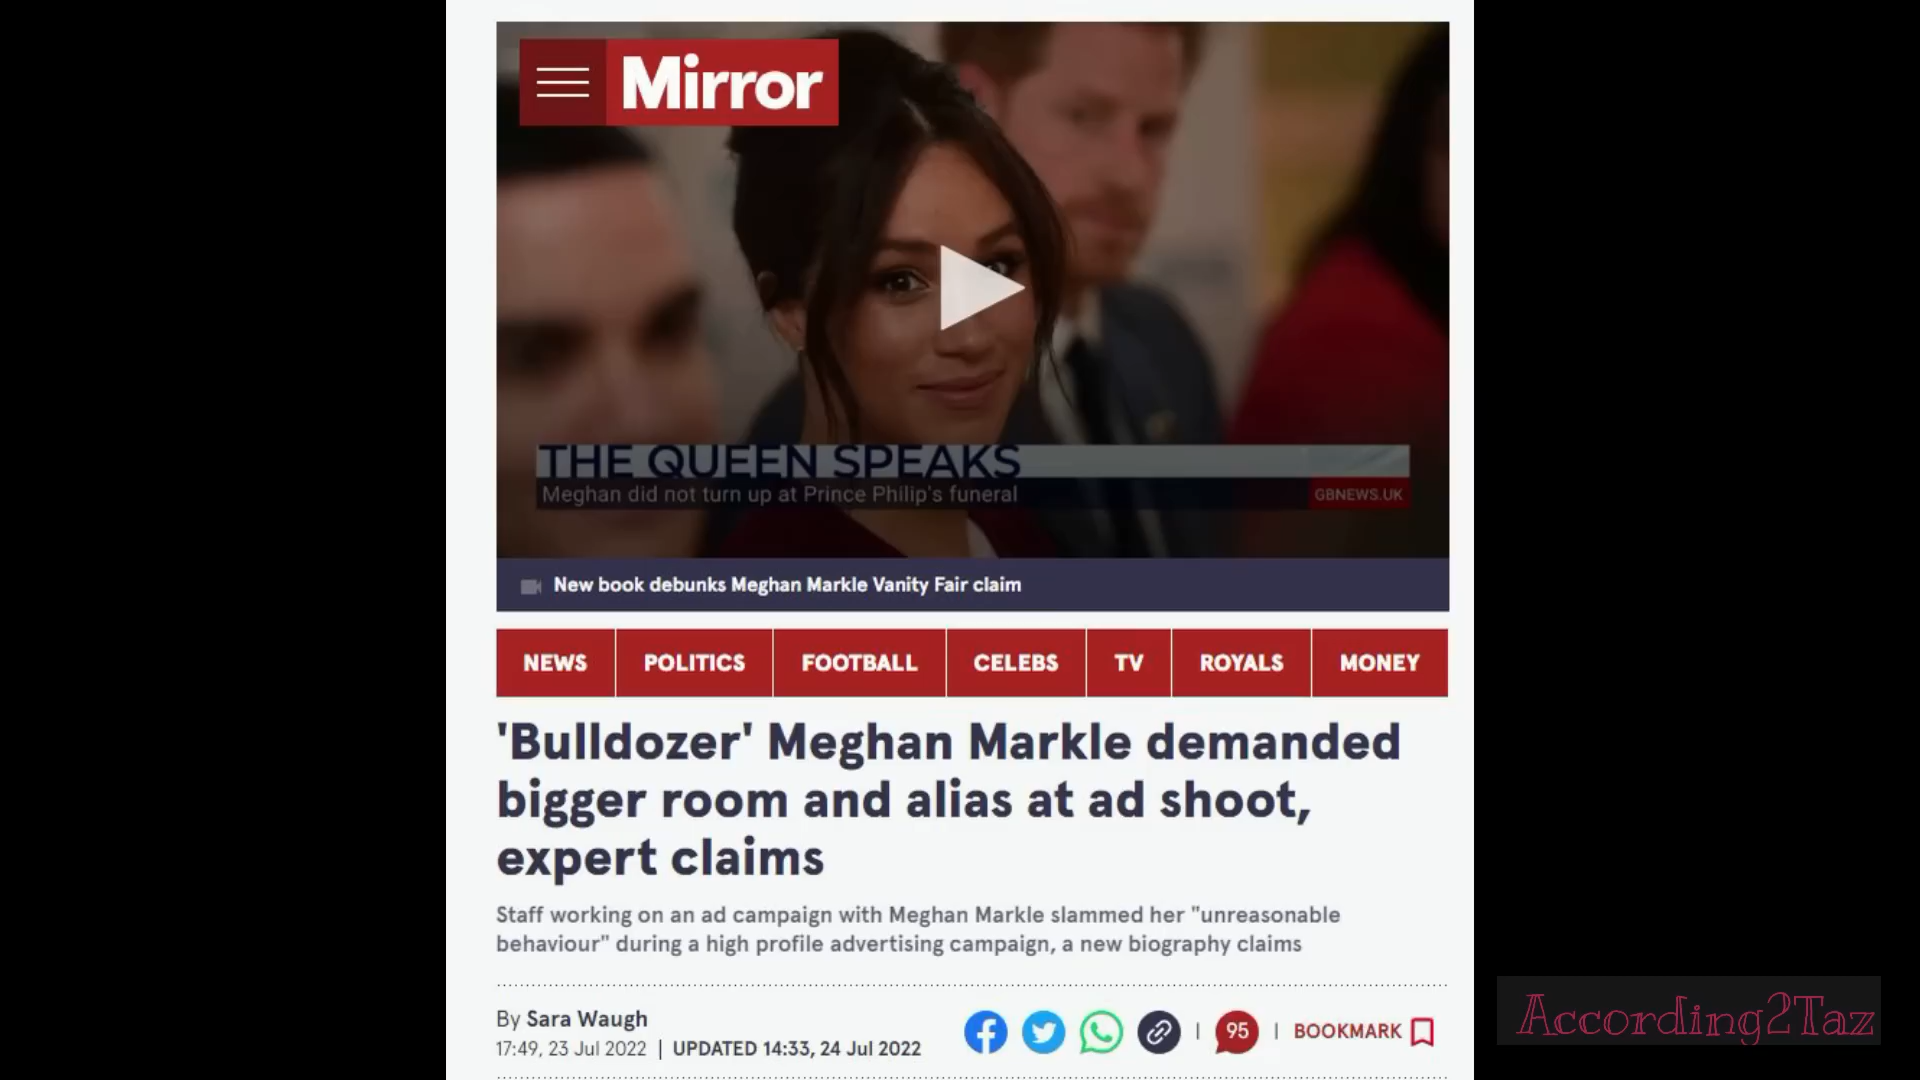 Mirror
THE QUEEN SPEAKS
Meghan did not turn up at Prince Philip's funeral
GBNEWS.UK
New book debunks Meghan Markle Vanity Fair claim
NEWS POLITICS FOOTBALL CELEBS TV ROYALS MONEY
'Bulldozer' Meghan Markle demanded
bigger room and alias at ad shoot,
expert claims
Staff working on an ad campaign with Meghan Markle slammed her "unreasonable
behaviour" during a high profile advertising campaign, a new biography claims
By Sara Waugh
17:49, 23 Jul 2022 | UPDATED 14:33, 24 Jul 2022
95
BOOKMARK
According2Taz